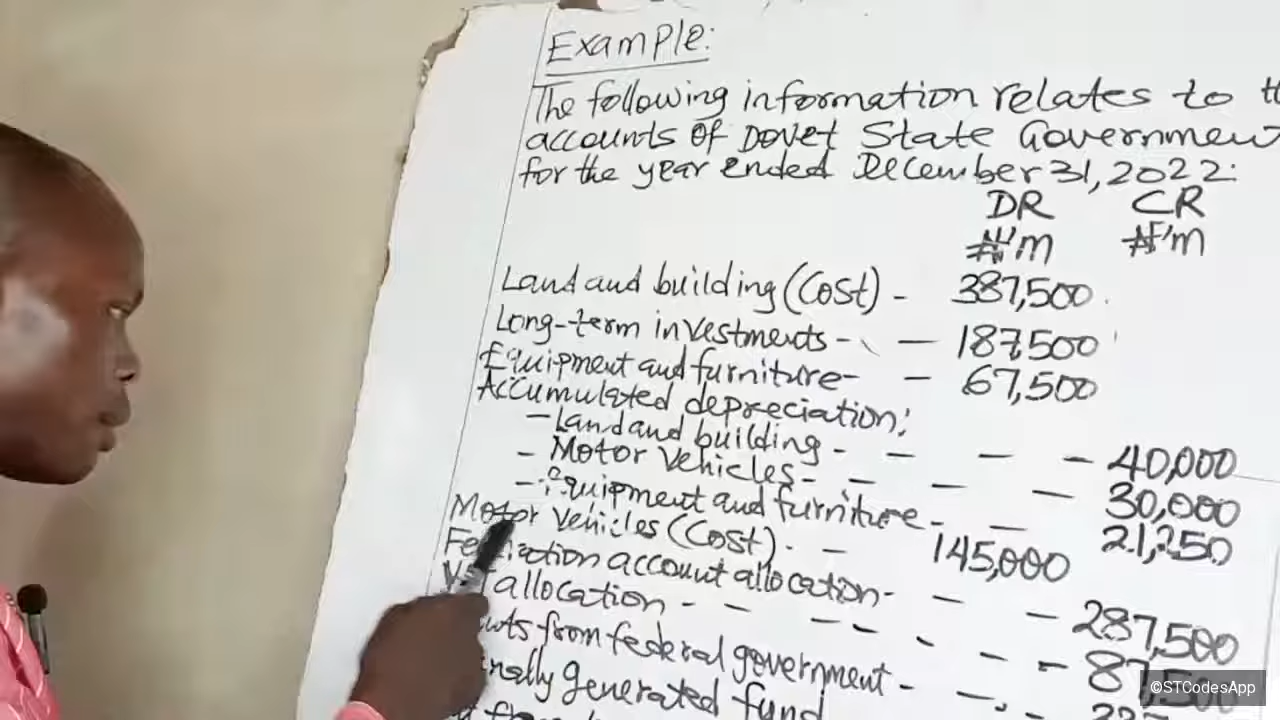 Example:
The following information relates to
accounts of Dovet State Government
for the year ended December 31, 2022:
DR CR
₦'m ₦'m
Land and building (Cost) - 387,500
Long-term investments - - 187,500
Equipment and furniture - - 67,500
Accumulated depreciation:
- Land and building - - - - 40,000
- Motor vehicles - - - - 30,000
- Equipment and furniture - - 21,250
Motor vehicles (Cost) - - 145,000
account allocation - - - 287,500
allocation - - - - - - - 87,500
from federal government - -
generated fund
©STCodesApp